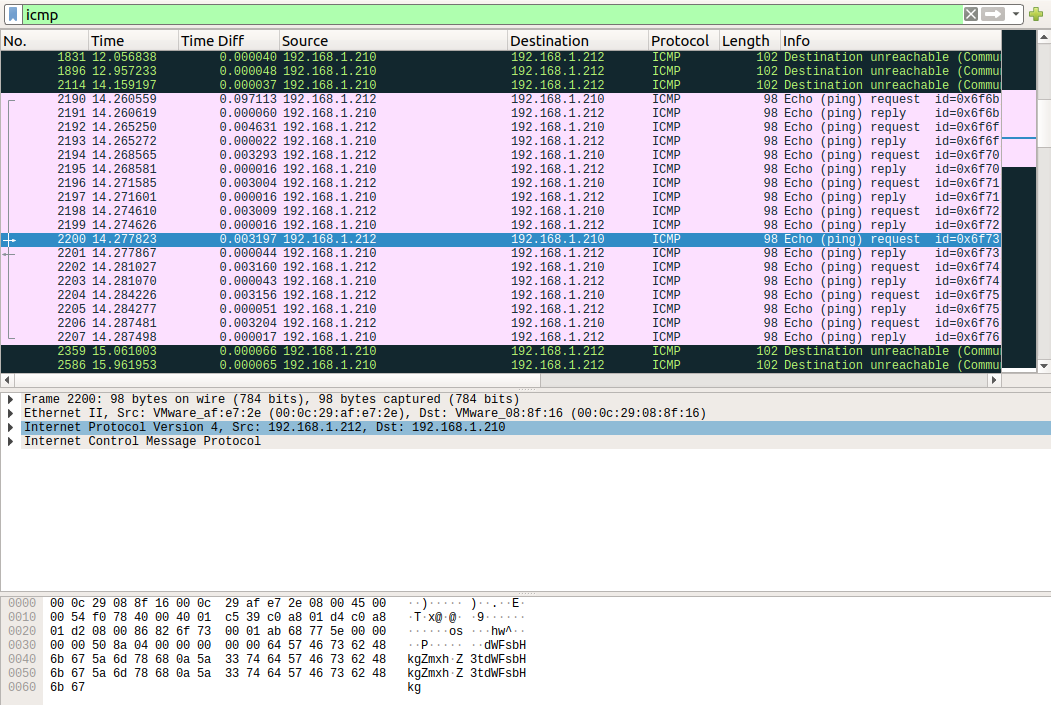 icmp
No. Time Time Diff Source Destination Protocol Length Info
1831 12.056838 0.000040 192.168.1.210 192.168.1.212 ICMP 102 Destination unreachable (Commu
1896 12.957233 0.000048 192.168.1.210 192.168.1.212 ICMP 102 Destination unreachable (Commu
2114 14.159197 0.000037 192.168.1.210 192.168.1.212 ICMP 102 Destination unreachable (Commu
2190 14.260559 0.097113 192.168.1.212 192.168.1.210 ICMP 98 Echo (ping) request id=0x6f6b
2191 14.260619 0.000060 192.168.1.210 192.168.1.212 ICMP 98 Echo (ping) reply id=0x6f6b
2192 14.265250 0.004631 192.168.1.212 192.168.1.210 ICMP 98 Echo (ping) request id=0x6f6f
2193 14.265272 0.000022 192.168.1.210 192.168.1.212 ICMP 98 Echo (ping) reply id=0x6f6f
2194 14.268565 0.003293 192.168.1.212 192.168.1.210 ICMP 98 Echo (ping) request id=0x6f70
2195 14.268581 0.000016 192.168.1.210 192.168.1.212 ICMP 98 Echo (ping) reply id=0x6f70
2196 14.271585 0.003004 192.168.1.212 192.168.1.210 ICMP 98 Echo (ping) request id=0x6f71
2197 14.271601 0.000016 192.168.1.210 192.168.1.212 ICMP 98 Echo (ping) reply id=0x6f71
2198 14.274610 0.003009 192.168.1.212 192.168.1.210 ICMP 98 Echo (ping) request id=0x6f72
2199 14.274626 0.000016 192.168.1.210 192.168.1.212 ICMP 98 Echo (ping) reply id=0x6f72
2200 14.277823 0.003197 192.168.1.212 192.168.1.210 ICMP 98 Echo (ping) request id=0x6f73
2201 14.277867 0.000044 192.168.1.210 192.168.1.212 ICMP 98 Echo (ping) reply id=0x6f73
2202 14.281027 0.003160 192.168.1.212 192.168.1.210 ICMP 98 Echo (ping) request id=0x6f74
2203 14.281070 0.000043 192.168.1.210 192.168.1.212 ICMP 98 Echo (ping) reply id=0x6f74
2204 14.284226 0.003156 192.168.1.212 192.168.1.210 ICMP 98 Echo (ping) request id=0x6f75
2205 14.284277 0.000051 192.168.1.210 192.168.1.212 ICMP 98 Echo (ping) reply id=0x6f75
2206 14.287481 0.003204 192.168.1.212 192.168.1.210 ICMP 98 Echo (ping) request id=0x6f76
2207 14.287498 0.000017 192.168.1.210 192.168.1.212 ICMP 98 Echo (ping) reply id=0x6f76
2359 15.061003 0.000066 192.168.1.210 192.168.1.212 ICMP 102 Destination unreachable (Commu
2586 15.961953 0.000065 192.168.1.210 192.168.1.212 ICMP 102 Destination unreachable (Commu
Frame 2200: 98 bytes on wire (784 bits), 98 bytes captured (784 bits)
Ethernet II, Src: VMware_af:e7:2e (00:0c:29:af:e7:2e), Dst: VMware_08:8f:16 (00:0c:29:08:8f:16)
Internet Protocol Version 4, Src: 192.168.1.212, Dst: 192.168.1.210
Internet Control Message Protocol
0000 00 0c 29 08 8f 16 00 0c 29 af e7 2e 08 00 45 00 ··)····· )··.··E·
0010 00 54 f0 78 40 00 40 01 c5 39 c0 a8 01 d4 c0 a8 ·T·x@·@· ·9······
0020 01 d2 08 00 86 82 6f 73 00 01 ab 68 77 5e 00 00 ······os ···hw^··
0030 00 00 50 8a 04 00 00 00 00 00 64 57 46 73 62 48 ··P····· ··dWFsbH
0040 6b 67 5a 6d 78 68 0a 5a 33 74 64 57 46 73 62 48 kgZmxh·Z 3tdWFsbH
0050 6b 67 5a 6d 78 68 0a 5a 33 74 64 57 46 73 62 48 kgZmxh·Z 3tdWFsbH
0060 6b 67 kg